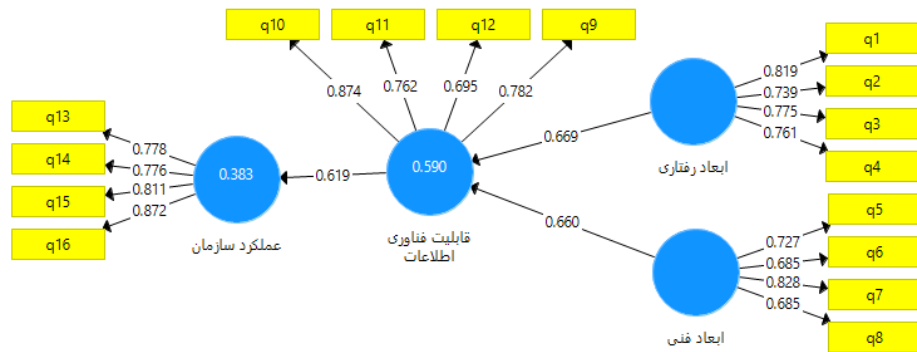 q10
q11
q12
q9
0.874
0.762
0.695
0.782
q1
q2
q3
q4
0.819
0.739
0.775
0.761
ابعاد رفتاری
0.669
q13
q14
q15
q16
0.778
0.776
0.811
0.872
0.383
عملکرد سازمان
0.619
0.590
قابلیت فناوری
اطلاعات
0.660
q5
q6
q7
q8
0.727
0.685
0.828
0.685
ابعاد فنی